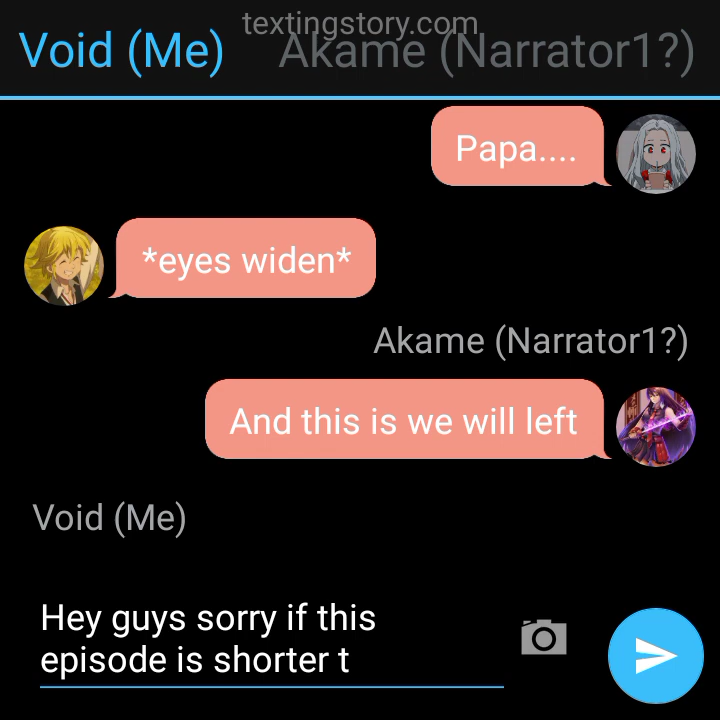 textingstory.com
Void (Me)
Akame (Narrator1?)
Papa....
*eyes widen*
Akame (Narrator1?)
And this is we will left
Void (Me)
Hey guys sorry if this
episode is shorter t